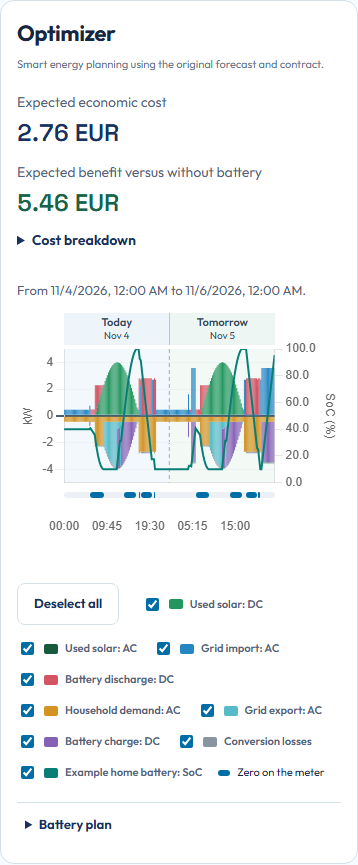 Optimizer
Smart energy planning using the original forecast and contract.
Expected economic cost
2.76 EUR
Expected benefit versus without battery
5.46 EUR
Cost breakdown
From 11/4/2026, 12:00 AM to 11/6/2026, 12:00 AM.
Today Tomorrow
Nov 4 Nov 5
4 100.0
2 80.0
0 60.0
-2 40.0
-4 20.0
0.0
kW SoC (%)
00:00 09:45 19:30 05:15 15:00
Deselect all Used solar: DC
Used solar: AC Grid import: AC
Battery discharge: DC
Household demand: AC Grid export: AC
Battery charge: DC Conversion losses
Example home battery: SoC Zero on the meter
Battery plan